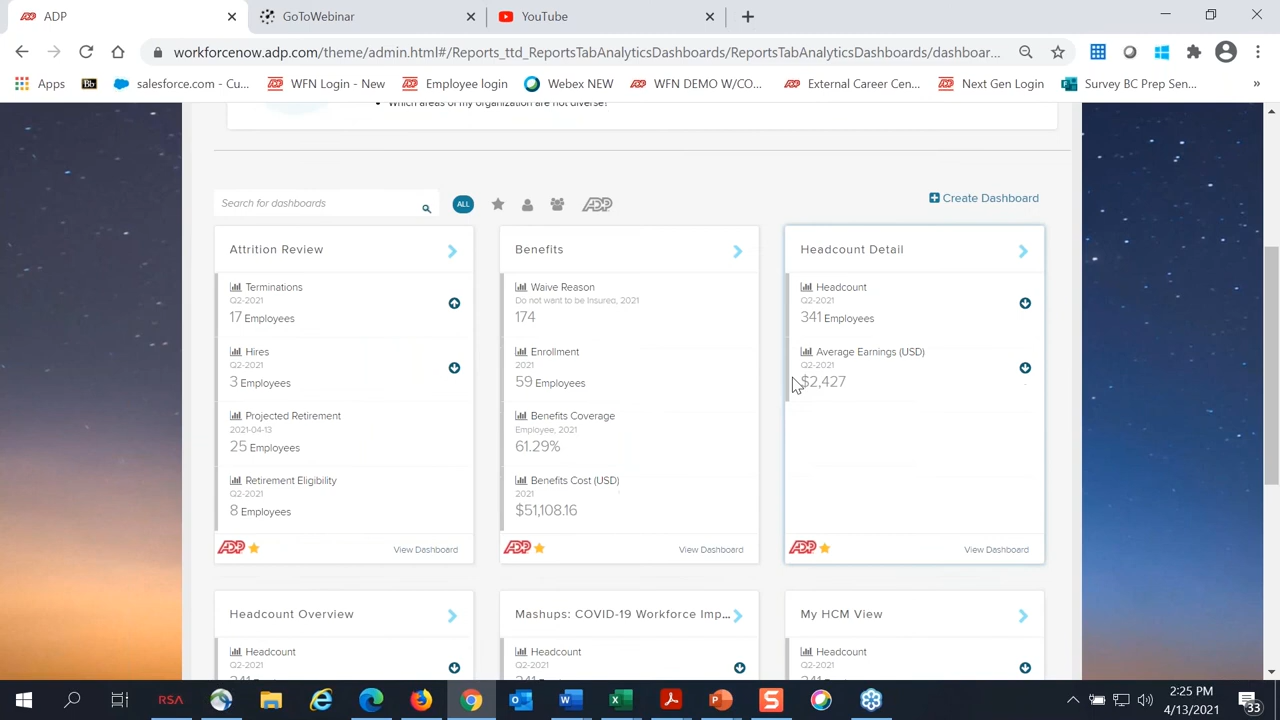 ADP
GoToWebinar
YouTube
workforcenow.adp.com/theme/admin.html#/Reports_ttd_ReportsTabAnalyticsDashboards/ReportsTabAnalyticsDashboards/dashboar...
Apps
Bb
salesforce.com - Cu...
WFN Login - New
Employee login
Webex NEW
WFN DEMO W/CO...
External Career Cen...
Next Gen Login
Survey BC Prep Sen...
»
Which areas of my organization are not diverse?
Search for dashboards
ALL
ADP
Create Dashboard
Attrition Review
Terminations
Q2-2021
17 Employees
Hires
Q2-2021
3 Employees
Projected Retirement
2021-04-13
25 Employees
Retirement Eligibility
Q2-2021
8 Employees
ADP
View Dashboard
Benefits
Waive Reason
Do not want to be Insured, 2021
174
Enrollment
2021
59 Employees
Benefits Coverage
Employee, 2021
61.29%
Benefits Cost (USD)
2021
$51,108.16
ADP
View Dashboard
Headcount Detail
Headcount
Q2-2021
341 Employees
Average Earnings (USD)
Q2-2021
$2,427
ADP
View Dashboard
Headcount Overview
Headcount
Q2-2021
Mashups: COVID-19 Workforce Imp...
Headcount
Q2-2021
My HCM View
Headcount
Q2-2021
RSA
2:25 PM
4/13/2021
33